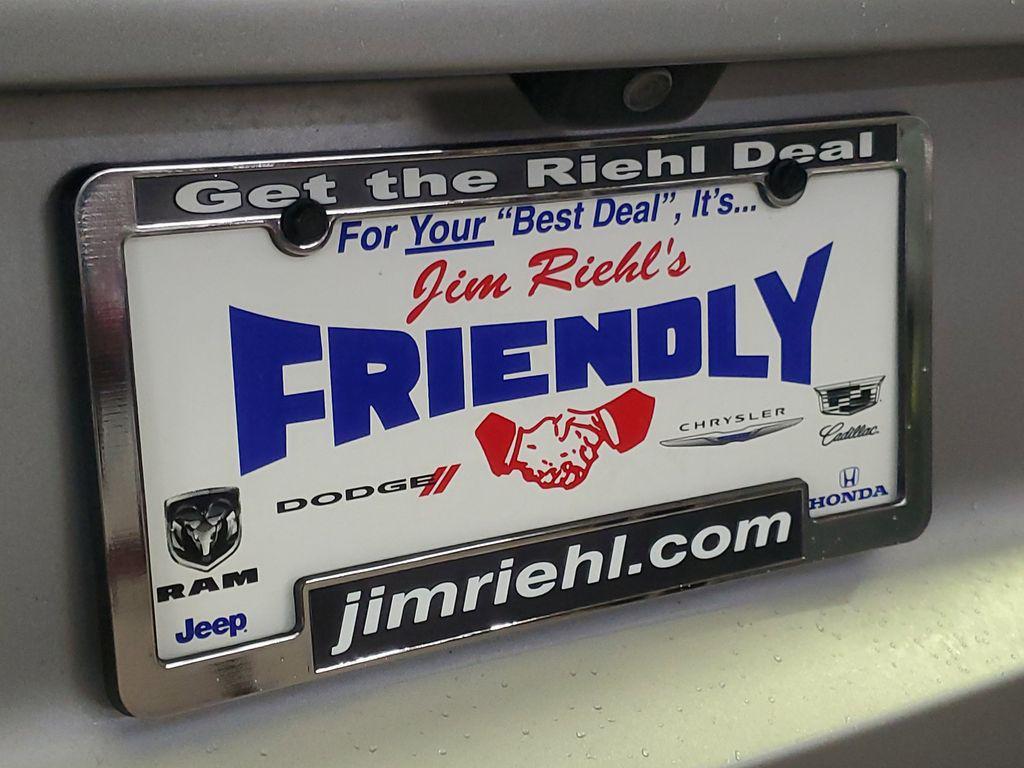 Get the Riehl Deal
For Your "Best Deal", It's...
Jim Riehl's
FRIENDLY
CHRYSLER
Cadillac
DODGE
HONDA
RAM
Jeep
jimriehl.com